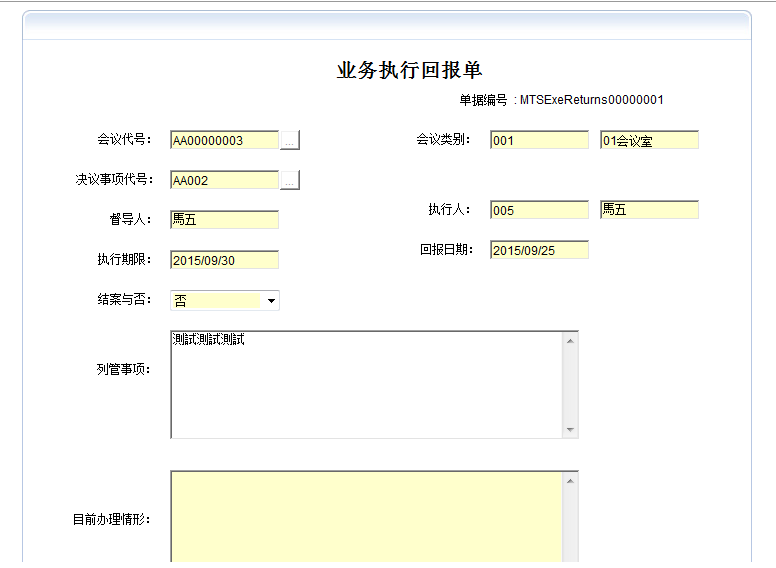 业务执行回报单
单据编号 : MTSExeReturns00000001
会议代号: AA00000003 ... 会议类别: 001 01会议室
决议事项代号: AA002 ...
执行人: 005 馬五
督导人: 馬五
回报日期: 2015/09/25
执行期限: 2015/09/30
结案与否: 否
列管事项: 測試測試測試
目前办理情形: